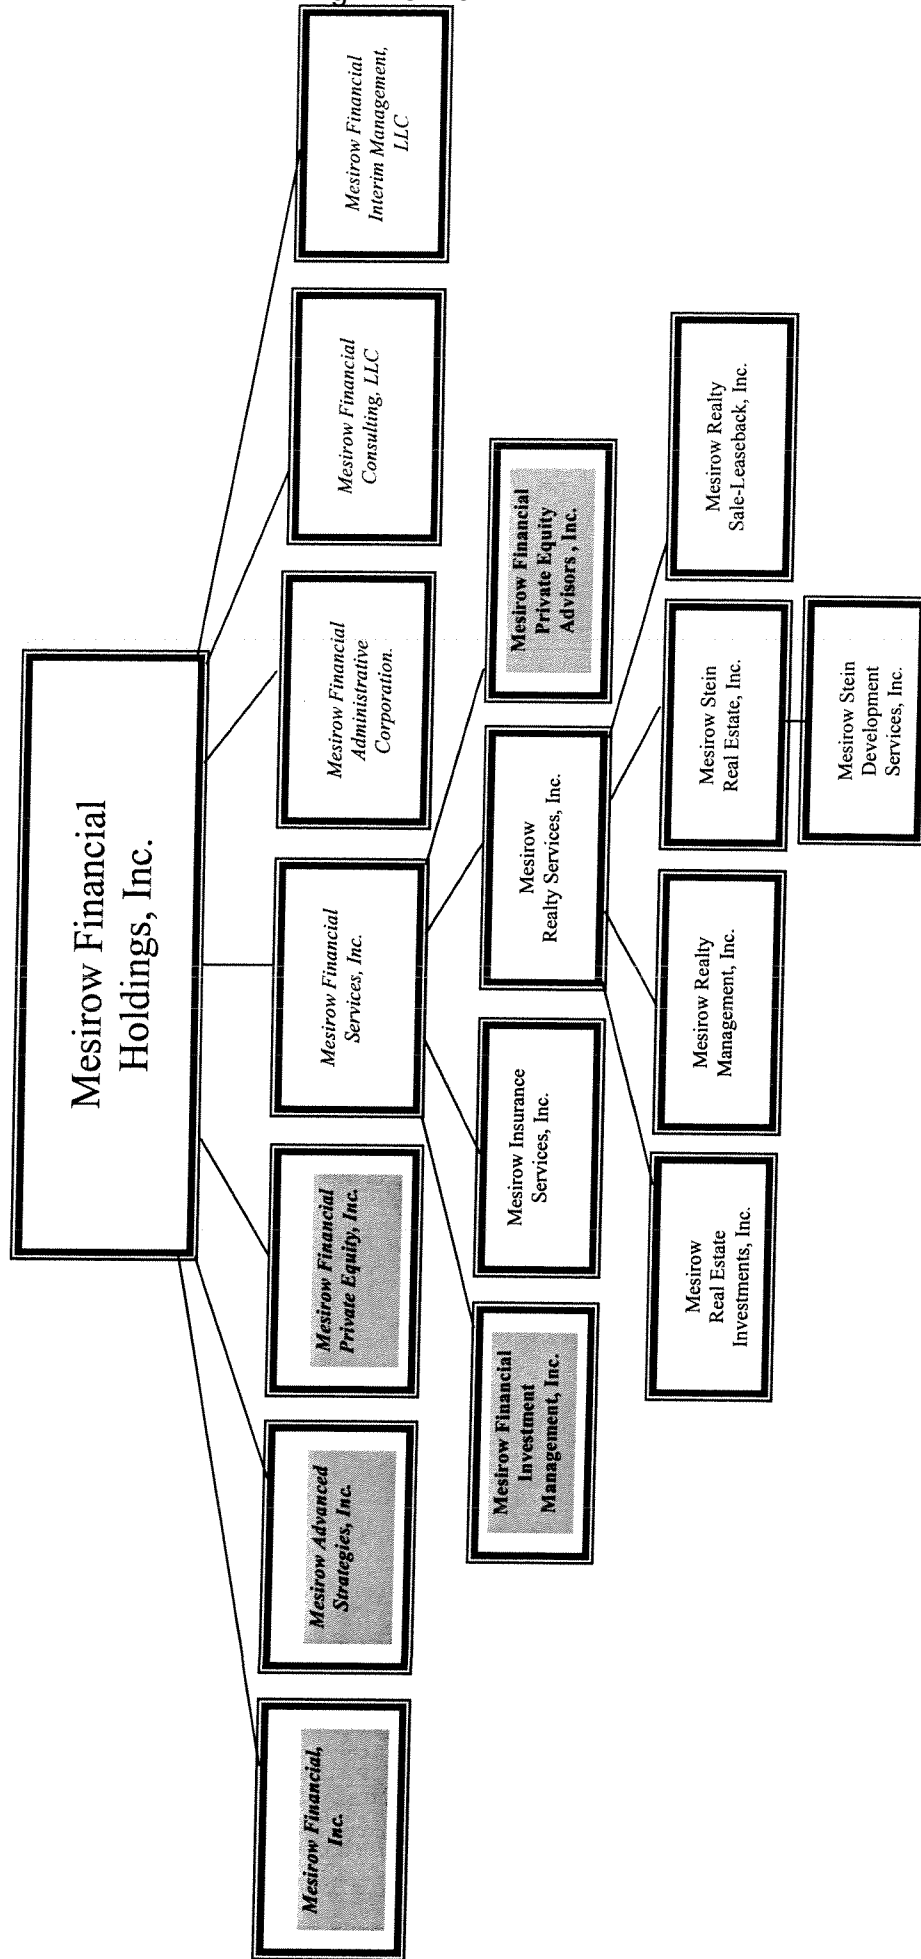 Mesirow Financial
Holdings, Inc.
Mesirow Financial,
Inc.
Mesirow Advanced
Strategies, Inc.
Mesirow Financial
Private Equity, Inc.
Mesirow Financial
Services, Inc.
Mesirow Financial
Administrative
Corporation.
Mesirow Financial
Consulting, LLC
Mesirow Financial
Interim Management,
LLC
Mesirow Financial
Investment
Management, Inc.
Mesirow Insurance
Services, Inc.
Mesirow
Realty Services, Inc.
Mesirow Financial
Private Equity
Advisors , Inc.
Mesirow
Real Estate
Investments, Inc.
Mesirow Realty
Management, Inc.
Mesirow Stein
Real Estate, Inc.
Mesirow Realty
Sale-Leaseback, Inc.
Mesirow Stein
Development
Services, Inc.